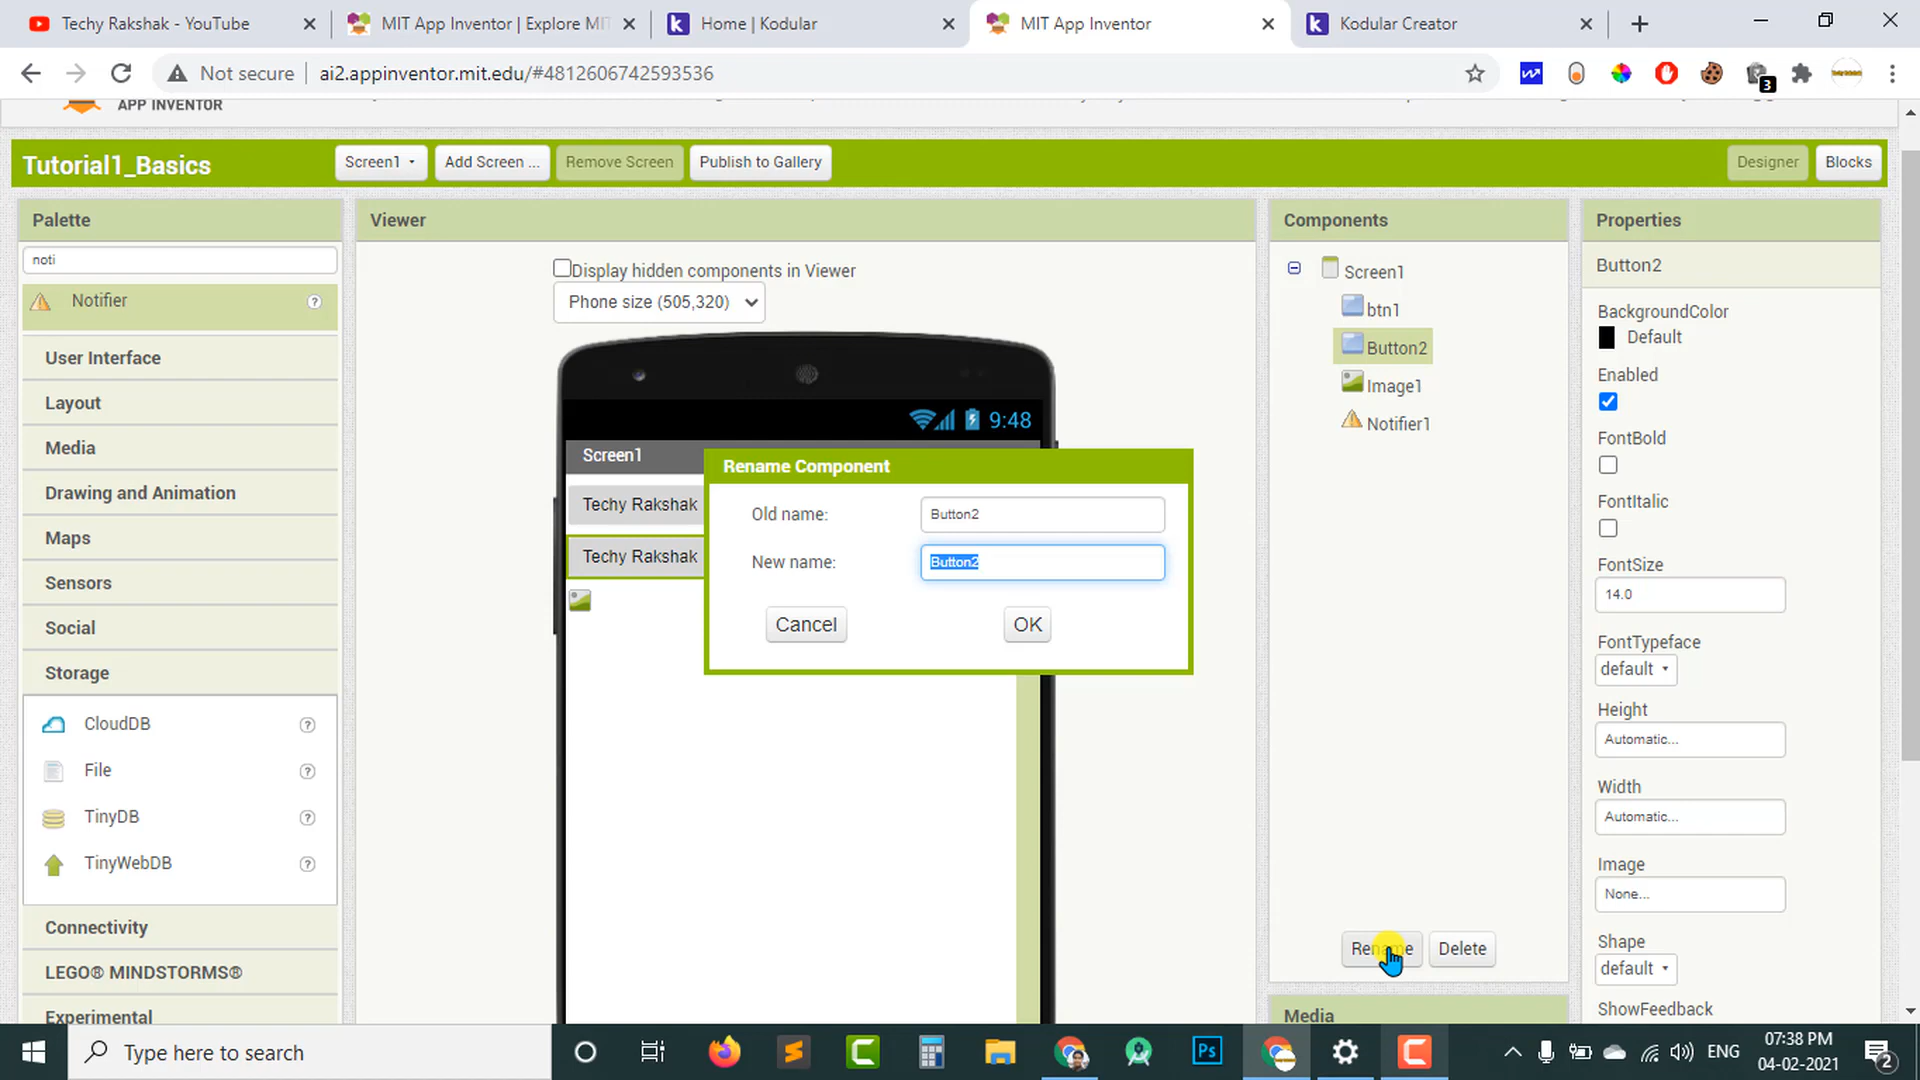 Techy Rakshak - YouTube
MIT App Inventor | Explore MIT
Home | Kodular
MIT App Inventor
Kodular Creator
Not secure
ai2.appinventor.mit.edu/#4812606742593536
3
APP INVENTOR
Tutorial1_Basics
Screen1
Add Screen ...
Remove Screen
Publish to Gallery
Designer
Blocks
Palette
noti
Notifier
User Interface
Layout
Media
Drawing and Animation
Maps
Sensors
Social
Storage
CloudDB
File
TinyDB
TinyWebDB
Connectivity
LEGO® MINDSTORMS®
Experimental
Viewer
Display hidden components in Viewer
Phone size (505,320)
9:48
Screen1
Techy Rakshak
Techy Rakshak
Rename Component
Old name:
Button2
New name:
Button2
Cancel
OK
Components
Screen1
btn1
Button2
Image1
Notifier1
Rename
Delete
Media
Properties
Button2
BackgroundColor
Default
Enabled
FontBold
FontItalic
FontSize
14.0
FontTypeface
default
Height
Automatic...
Width
Automatic...
Image
None...
Shape
default
ShowFeedback
Type here to search
Ps
ENG
07:38 PM
04-02-2021
2